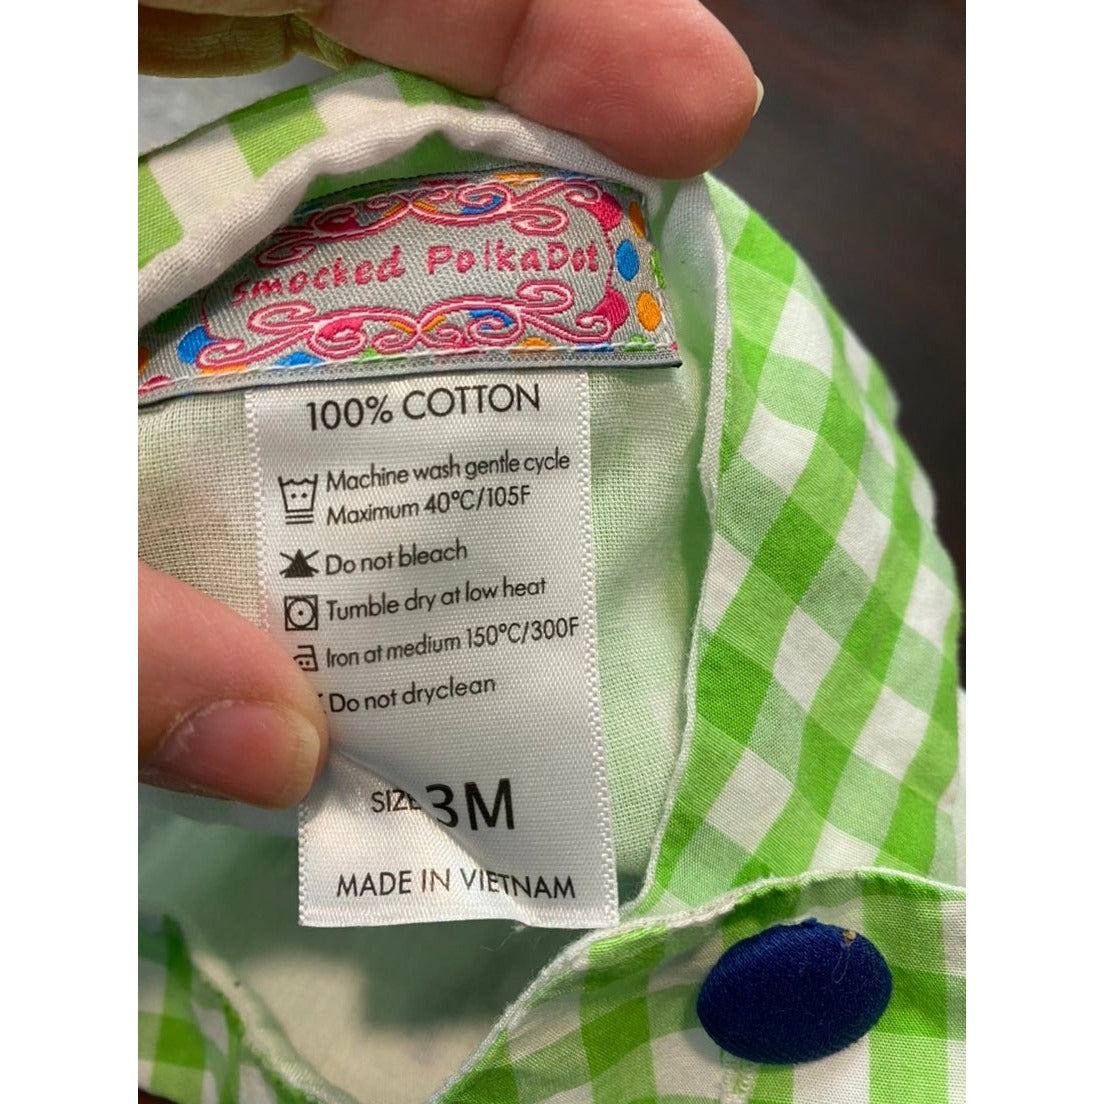 Smocked PolkaDot
100% COTTON
Machine wash gentle cycle
Maximum 40°C/105F
Do not bleach
Tumble dry at low heat
Iron at medium 150°C/300F
Do not dryclean
SIZE 3M
MADE IN VIETNAM